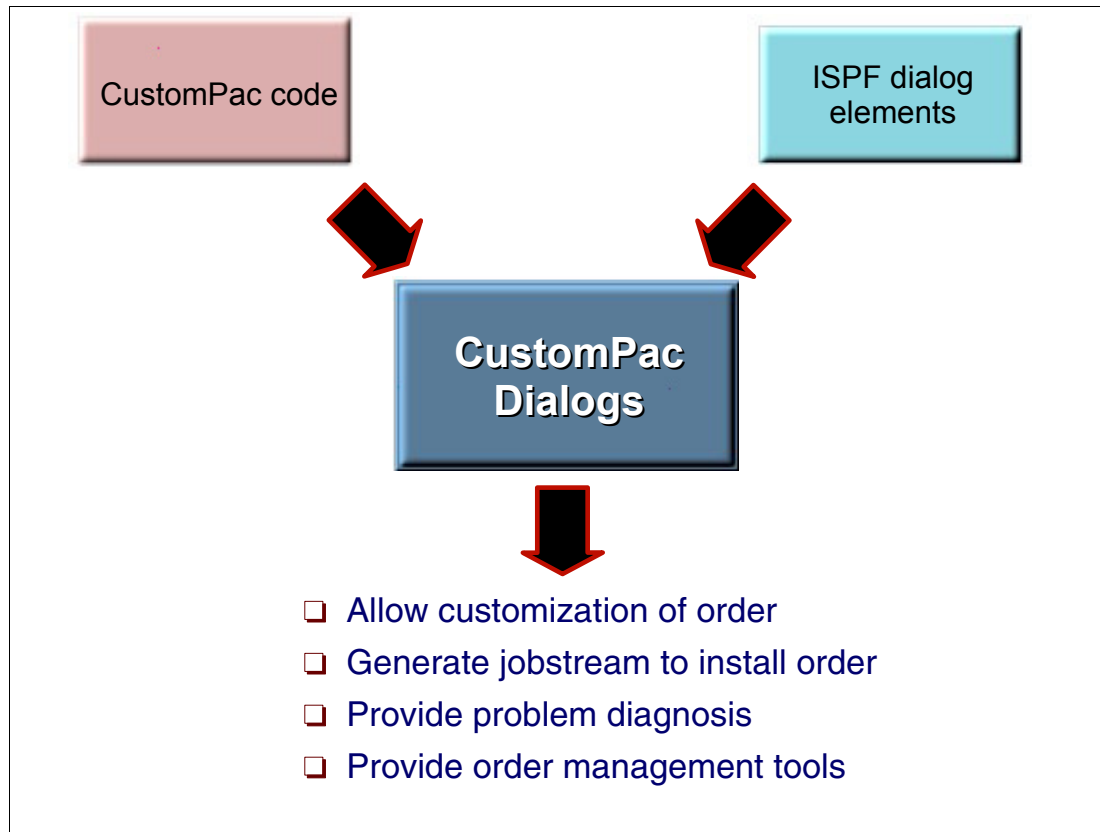 CustomPac code
ISPF dialog
elements
CustomPac
Dialogs
❏ Allow customization of order
❏ Generate jobstream to install order
❏ Provide problem diagnosis
❏ Provide order management tools